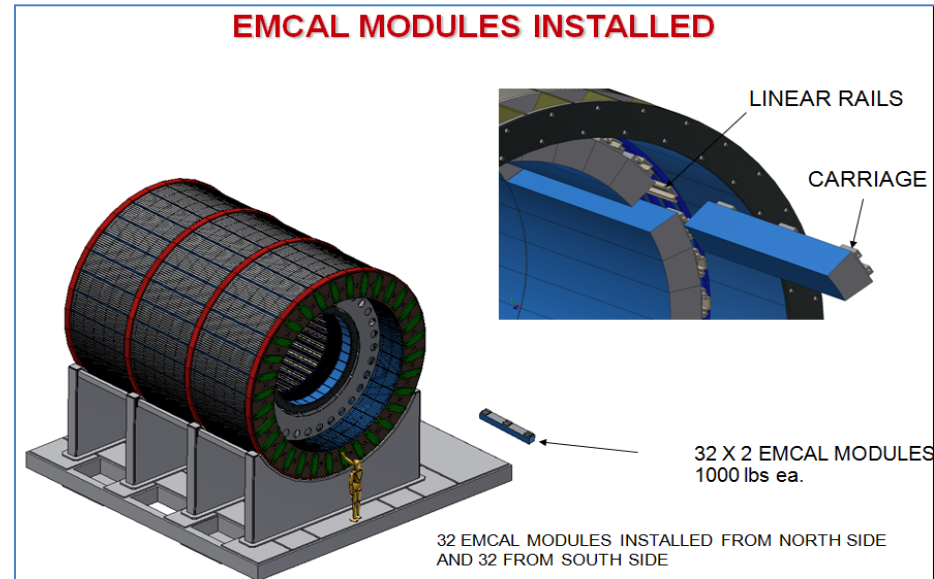 EMCAL MODULES INSTALLED
LINEAR RAILS
CARRIAGE
32 X 2 EMCAL MODULES
1000 lbs ea.
32 EMCAL MODULES INSTALLED FROM NORTH SIDE
AND 32 FROM SOUTH SIDE